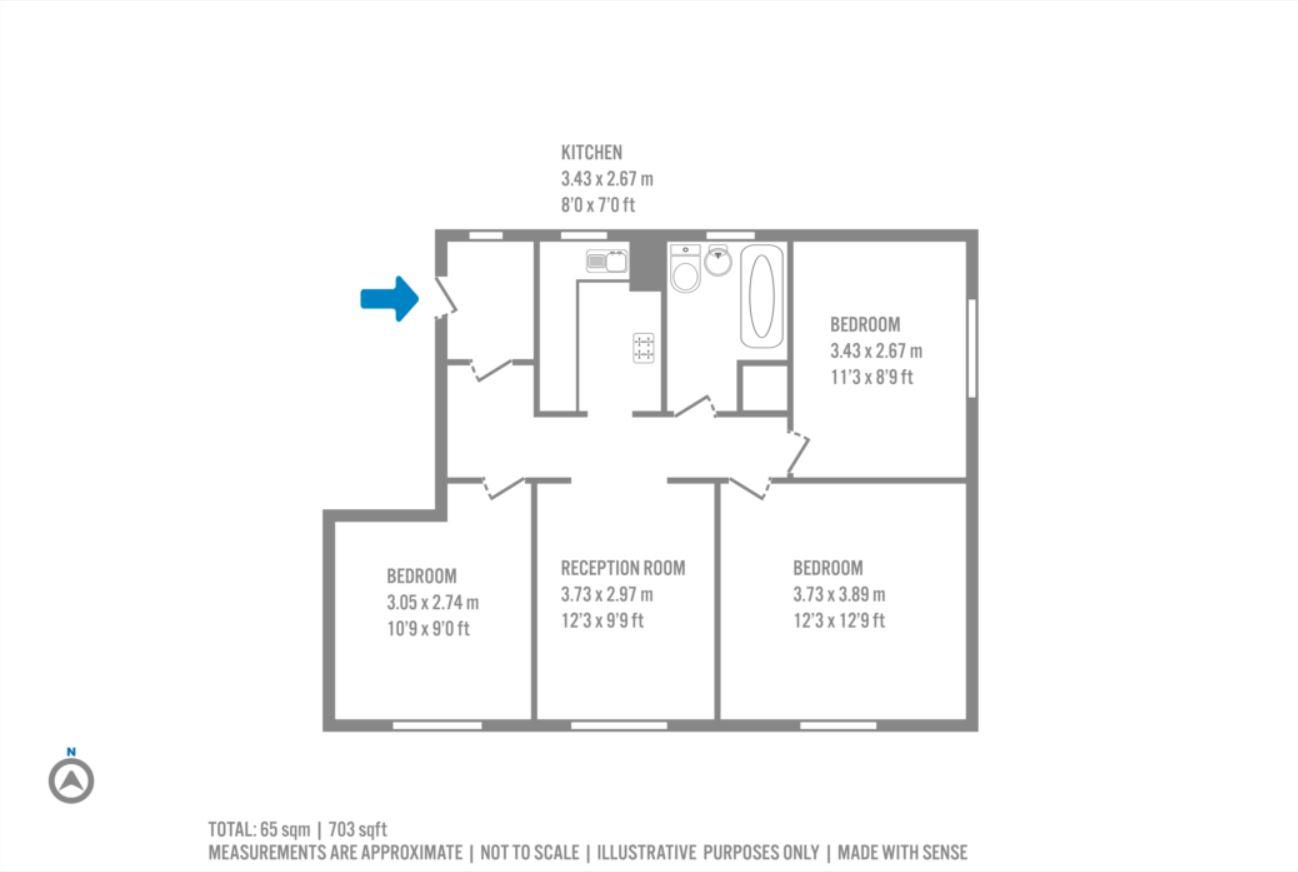 KITCHEN
3.43 x 2.67 m
8'0 x 7'0 ft
BEDROOM
3.43 x 2.67 m
11'3 x 8'9 ft
BEDROOM
3.05 x 2.74 m
10'9 x 9'0 ft
RECEPTION ROOM
3.73 x 2.97 m
12'3 x 9'9 ft
BEDROOM
3.73 x 3.89 m
12'3 x 12'9 ft
N
TOTAL: 65 sqm | 703 sqft
MEASUREMENTS ARE APPROXIMATE | NOT TO SCALE | ILLUSTRATIVE PURPOSES ONLY | MADE WITH SENSE